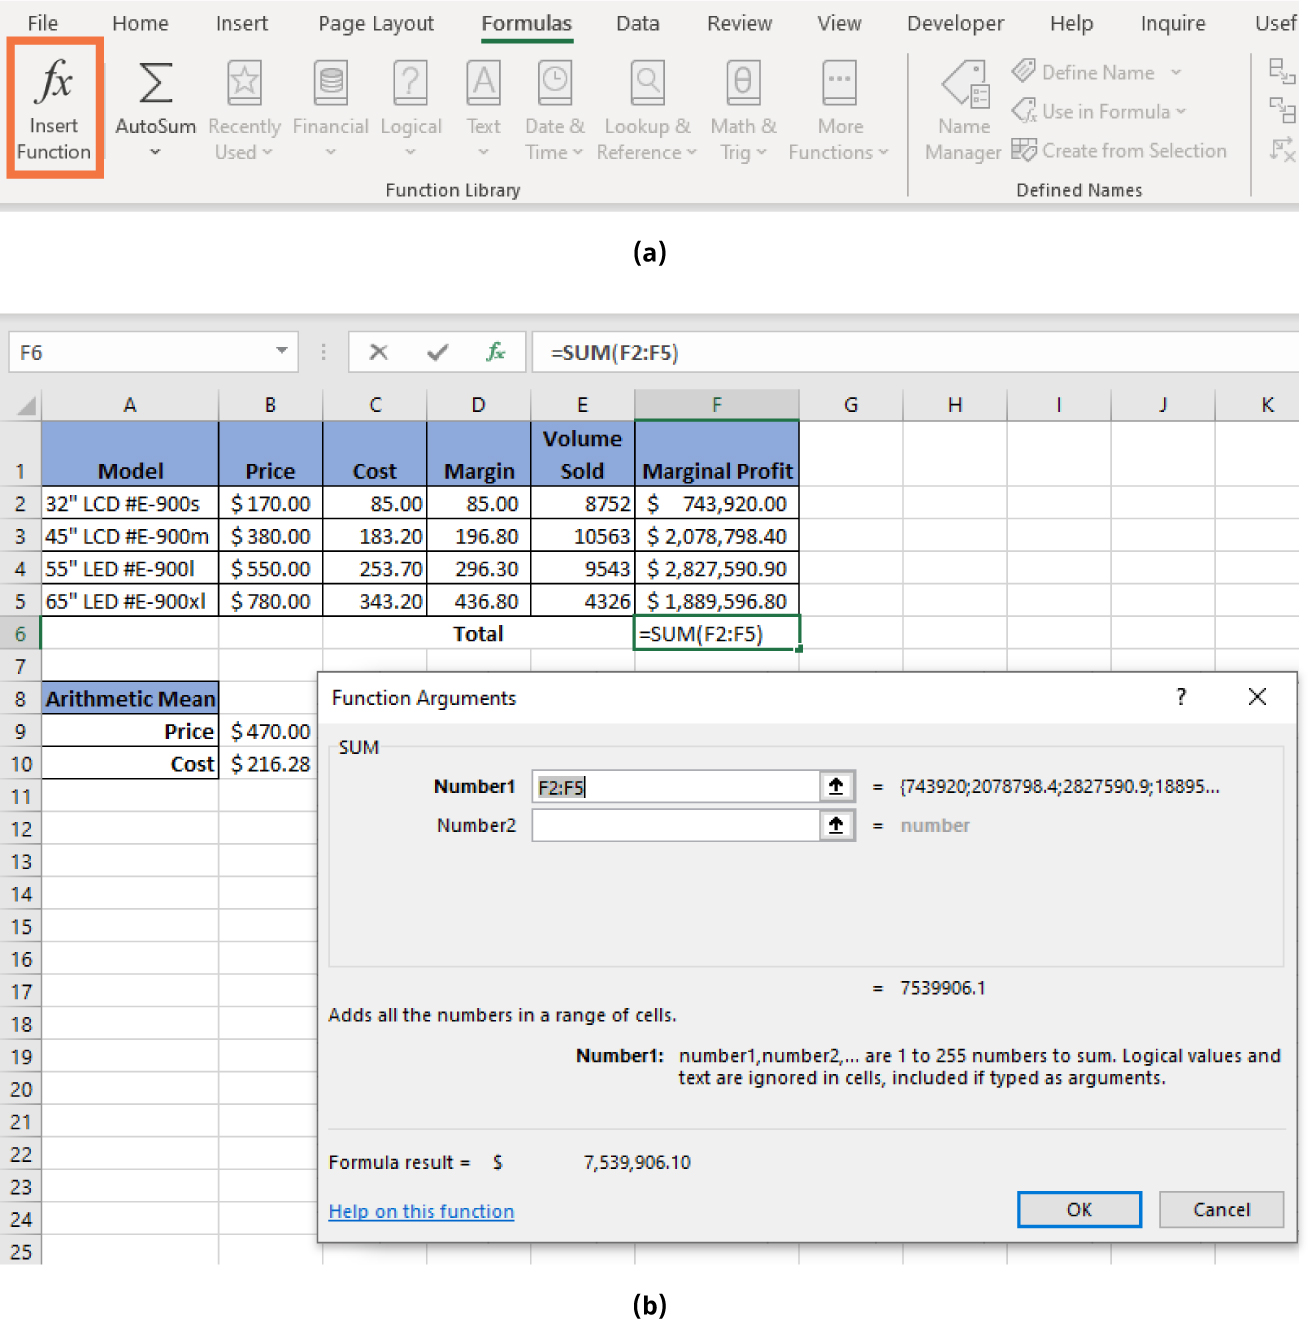 File Home Insert Page Layout Formulas Data Review View Developer Help Inquire Usef
fx
Insert
Function
AutoSum
Recently
Used
Financial
Logical
?
A
Text
Date &
Time
Lookup &
Reference
θ
Math &
Trig
More
Functions
Function Library
Name
Manager
Define Name
Use in Formula
Create from Selection
Defined Names
(a)
F6 fx =SUM(F2:F5)
A B C D E F G H I J K
1 Model Price Cost Margin Volume Sold Marginal Profit
2 32" LCD #E-900s $ 170.00 85.00 85.00 8752 $ 743,920.00
3 45" LCD #E-900m $ 380.00 183.20 196.80 10563 $ 2,078,798.40
4 55" LED #E-900l $ 550.00 253.70 296.30 9543 $ 2,827,590.90
5 65" LED #E-900xl $ 780.00 343.20 436.80 4326 $ 1,889,596.80
6 Total =SUM(F2:F5)
7
8 Arithmetic Mean
9 Price $ 470.00
10 Cost $ 216.28
11
12
13
14
15
16
17
18
19
20
21
22
23
24
25
Function Arguments ?
SUM
Number1 F2:F5 = {743920;2078798.4;2827590.9;18895...
Number2 = number
= 7539906.1
Adds all the numbers in a range of cells.
Number1: number1,number2,... are 1 to 255 numbers to sum. Logical values and
text are ignored in cells, included if typed as arguments.
Formula result = $ 7,539,906.10
Help on this function
OK Cancel
(b)